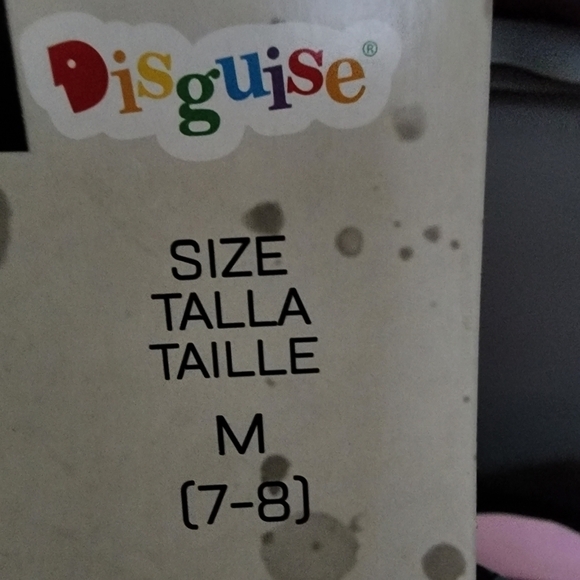 Disguise®
SIZE
TALLA
TAILLE
M
(7-8)